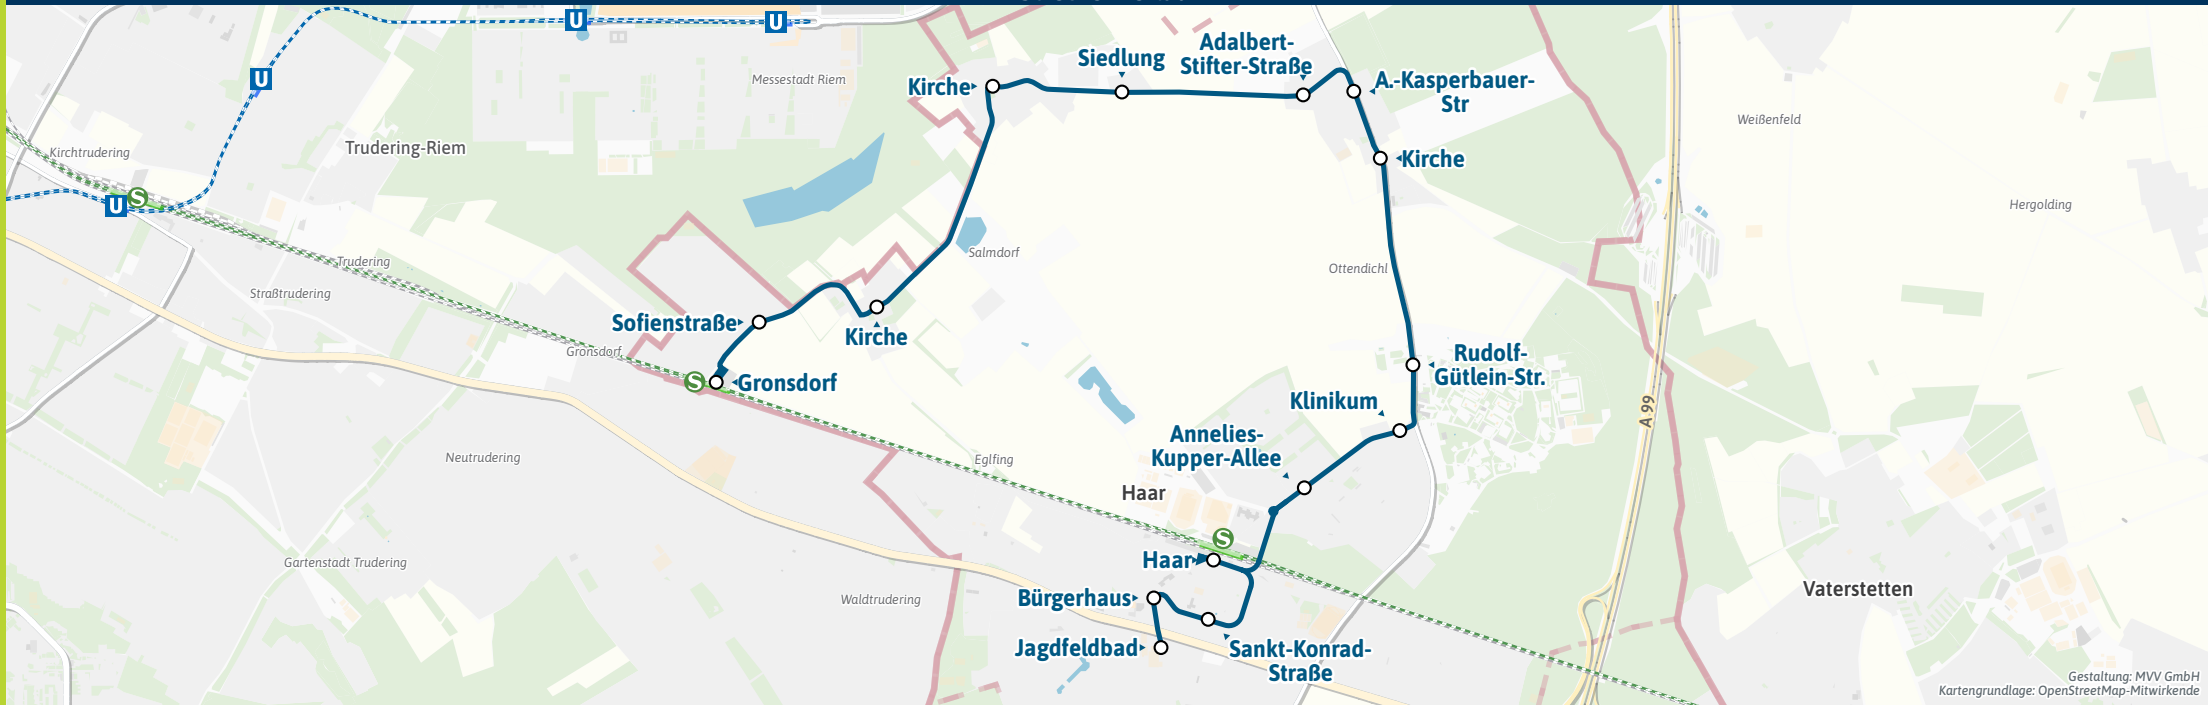 U
U
Adalbert-
Stifter-Straße
Siedlung
U
Messestadt Riem
Kirche
A.-Kasperbauer-
Str
Weißenfeld
Kirchtrudering
Trudering-Riem
Kirche
S
U
Hergolding
Salmdorf
Trudering
Ottendichl
Straßtrudering
Sofienstraße
Kirche
Gronsdorf
S
Gronsdorf
Rudolf-
Gütlein-Str.
Klinikum
A 99
Annelies-
Kupper-Allee
Neutrudering
Eglfing
Haar
S
Haar
Gartenstadt Trudering
Waldtrudering
Bürgerhaus
Vaterstetten
Jagdfeldbad
Sankt-Konrad-
Straße
Gestaltung: MVV GmbH
Kartengrundlage: OpenStreetMap-Mitwirkende